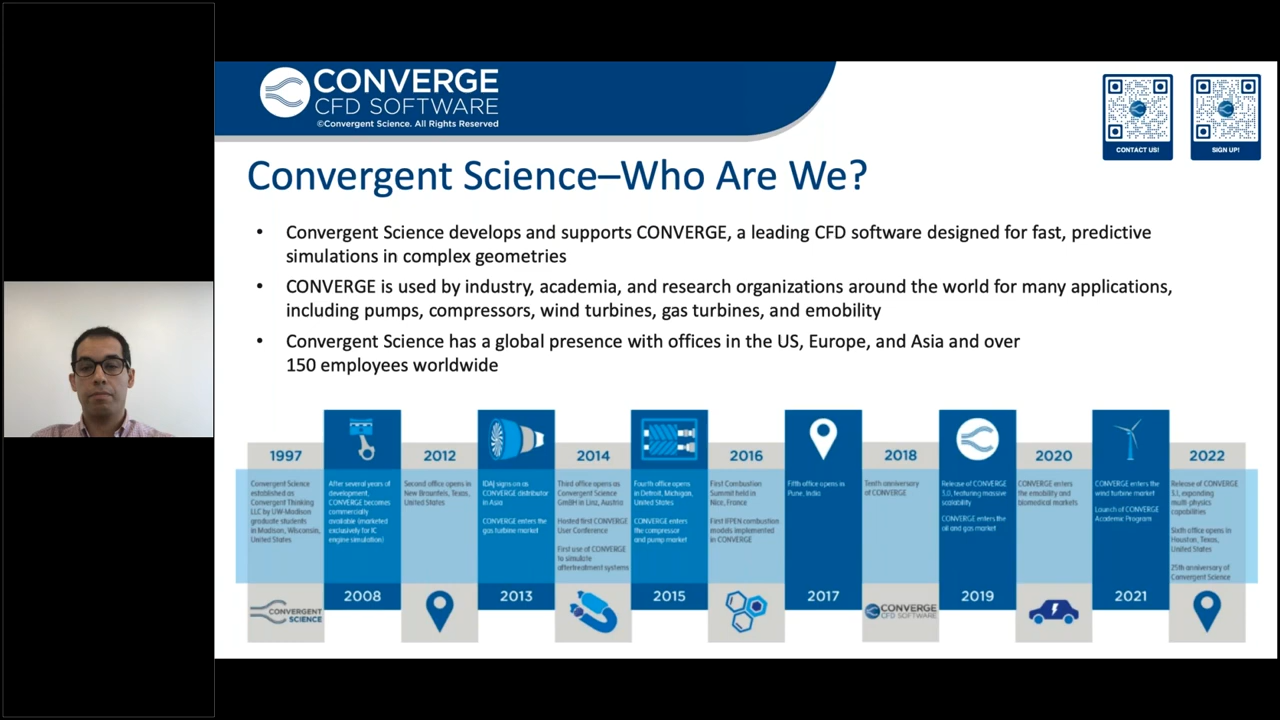 CONVERGE
CFD SOFTWARE
©Convergent Science. All Rights Reserved
CONTACT US!
SIGN UP!
Convergent Science–Who Are We?
• Convergent Science develops and supports CONVERGE, a leading CFD software designed for fast, predictive
simulations in complex geometries
• CONVERGE is used by industry, academia, and research organizations around the world for many applications,
including pumps, compressors, wind turbines, gas turbines, and emobility
• Convergent Science has a global presence with offices in the US, Europe, and Asia and over
150 employees worldwide
1997
Convergent Science
established as
Convergent Thinking
LLC by UW-Madison
graduate students
in Madison, Wisconsin,
United States
CONVERGENT
SCIENCE
After several years of
development,
CONVERGE becomes
commercially
available (marketed
exclusively for IC
engine simulation)
2008
2012
Second office opens in
New Braunfels, Texas,
United States
IDAJ signs on as
CONVERGE distributor
in Asia
CONVERGE enters the
gas turbine market
2013
2014
Third office opens as
Convergent Science
GmbH in Linz, Austria
Hosted first CONVERGE
User Conference
First use of CONVERGE
to simulate
aftertreatment systems
Fourth office opens
in Detroit, Michigan,
United States
CONVERGE enters
the compressor
and pump market
2015
2016
First Combustion
Summit held in
Nice, France
First IFPEN combustion
models implemented
in CONVERGE
Fifth office opens in
Pune, India
2017
2018
Tenth anniversary
of CONVERGE
CONVERGE
CFD SOFTWARE
Release of CONVERGE
3.0, featuring massive
scalability
CONVERGE enters the
oil and gas market
2019
2020
CONVERGE enters
the emobility and
biomedical markets
CONVERGE enters the
wind turbine market
Launch of CONVERGE
Academic Program
2021
2022
Release of CONVERGE
3.1, expanding
multi-physics
capabilities
Sixth office opens in
Houston, Texas,
United States
25th anniversary of
Convergent Science